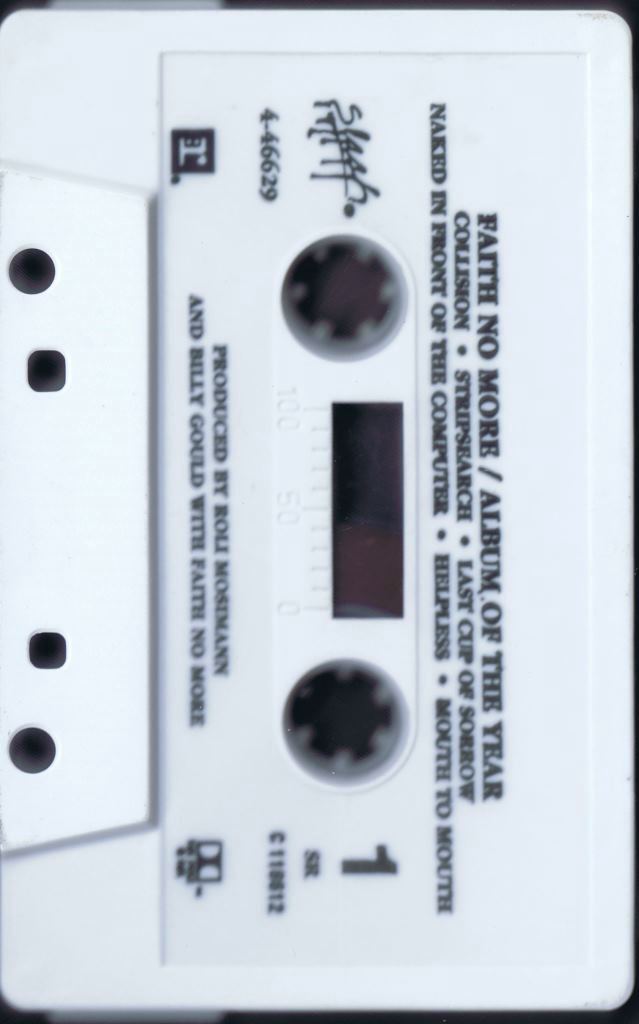 FAITH NO MORE / ALBUM OF THE YEAR
COLLISION • STRIPSEARCH • LAST CUP OF SORROW
NAKED IN FRONT OF THE COMPUTER • HELPLESS • MOUTH TO MOUTH
Slash.
4-46629
1
SR
C 118812
100 50 0
PRODUCED BY ROLI MOSIMANN
AND BILLY GOULD WITH FAITH NO MORE
r.